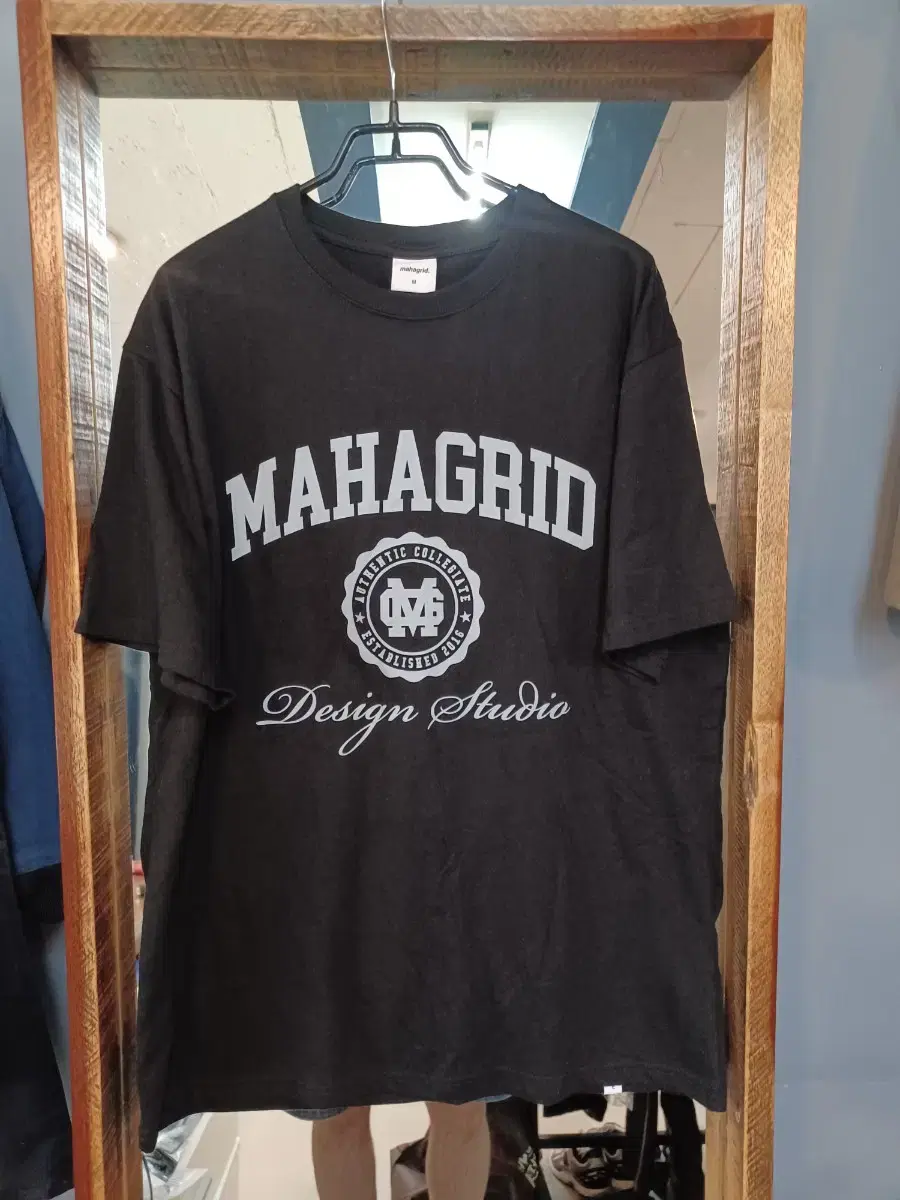 mahagrid.
M
MAHAGRID
AUTHENTIC COLLEGIATE
MG
ESTABLISHED 2016
Design Studio